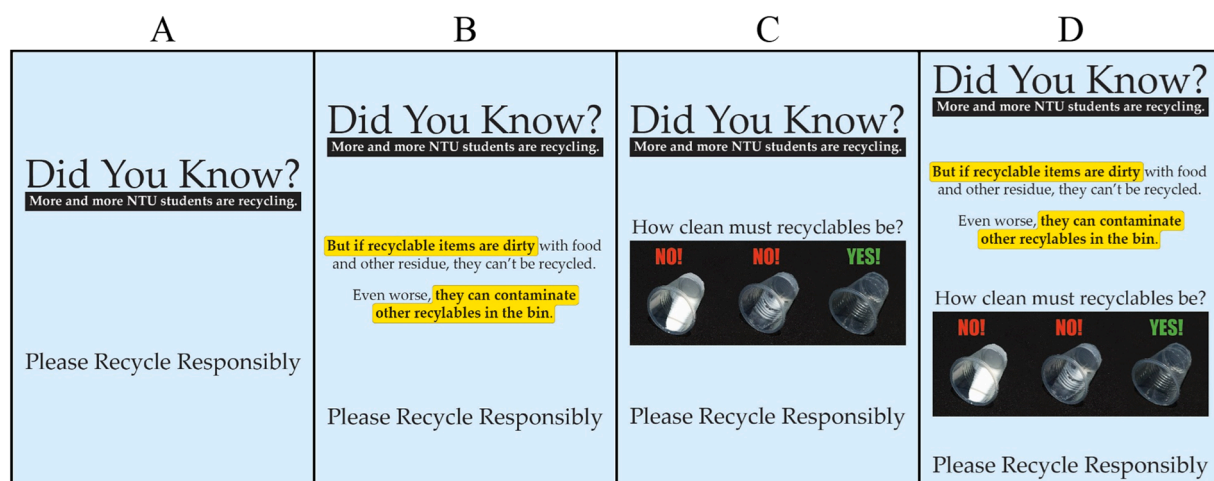 A
B
C
D
Did You Know?
More and more NTU students are recycling.
Please Recycle Responsibly
Did You Know?
More and more NTU students are recycling.
But if recyclable items are dirty with food
and other residue, they can't be recycled.
Even worse, they can contaminate
other recylables in the bin.
Please Recycle Responsibly
Did You Know?
More and more NTU students are recycling.
How clean must recyclables be?
NO!
NO!
YES!
Please Recycle Responsibly
Did You Know?
More and more NTU students are recycling.
But if recyclable items are dirty with food
and other residue, they can't be recycled.
Even worse, they can contaminate
other recylables in the bin.
How clean must recyclables be?
NO!
NO!
YES!
Please Recycle Responsibly